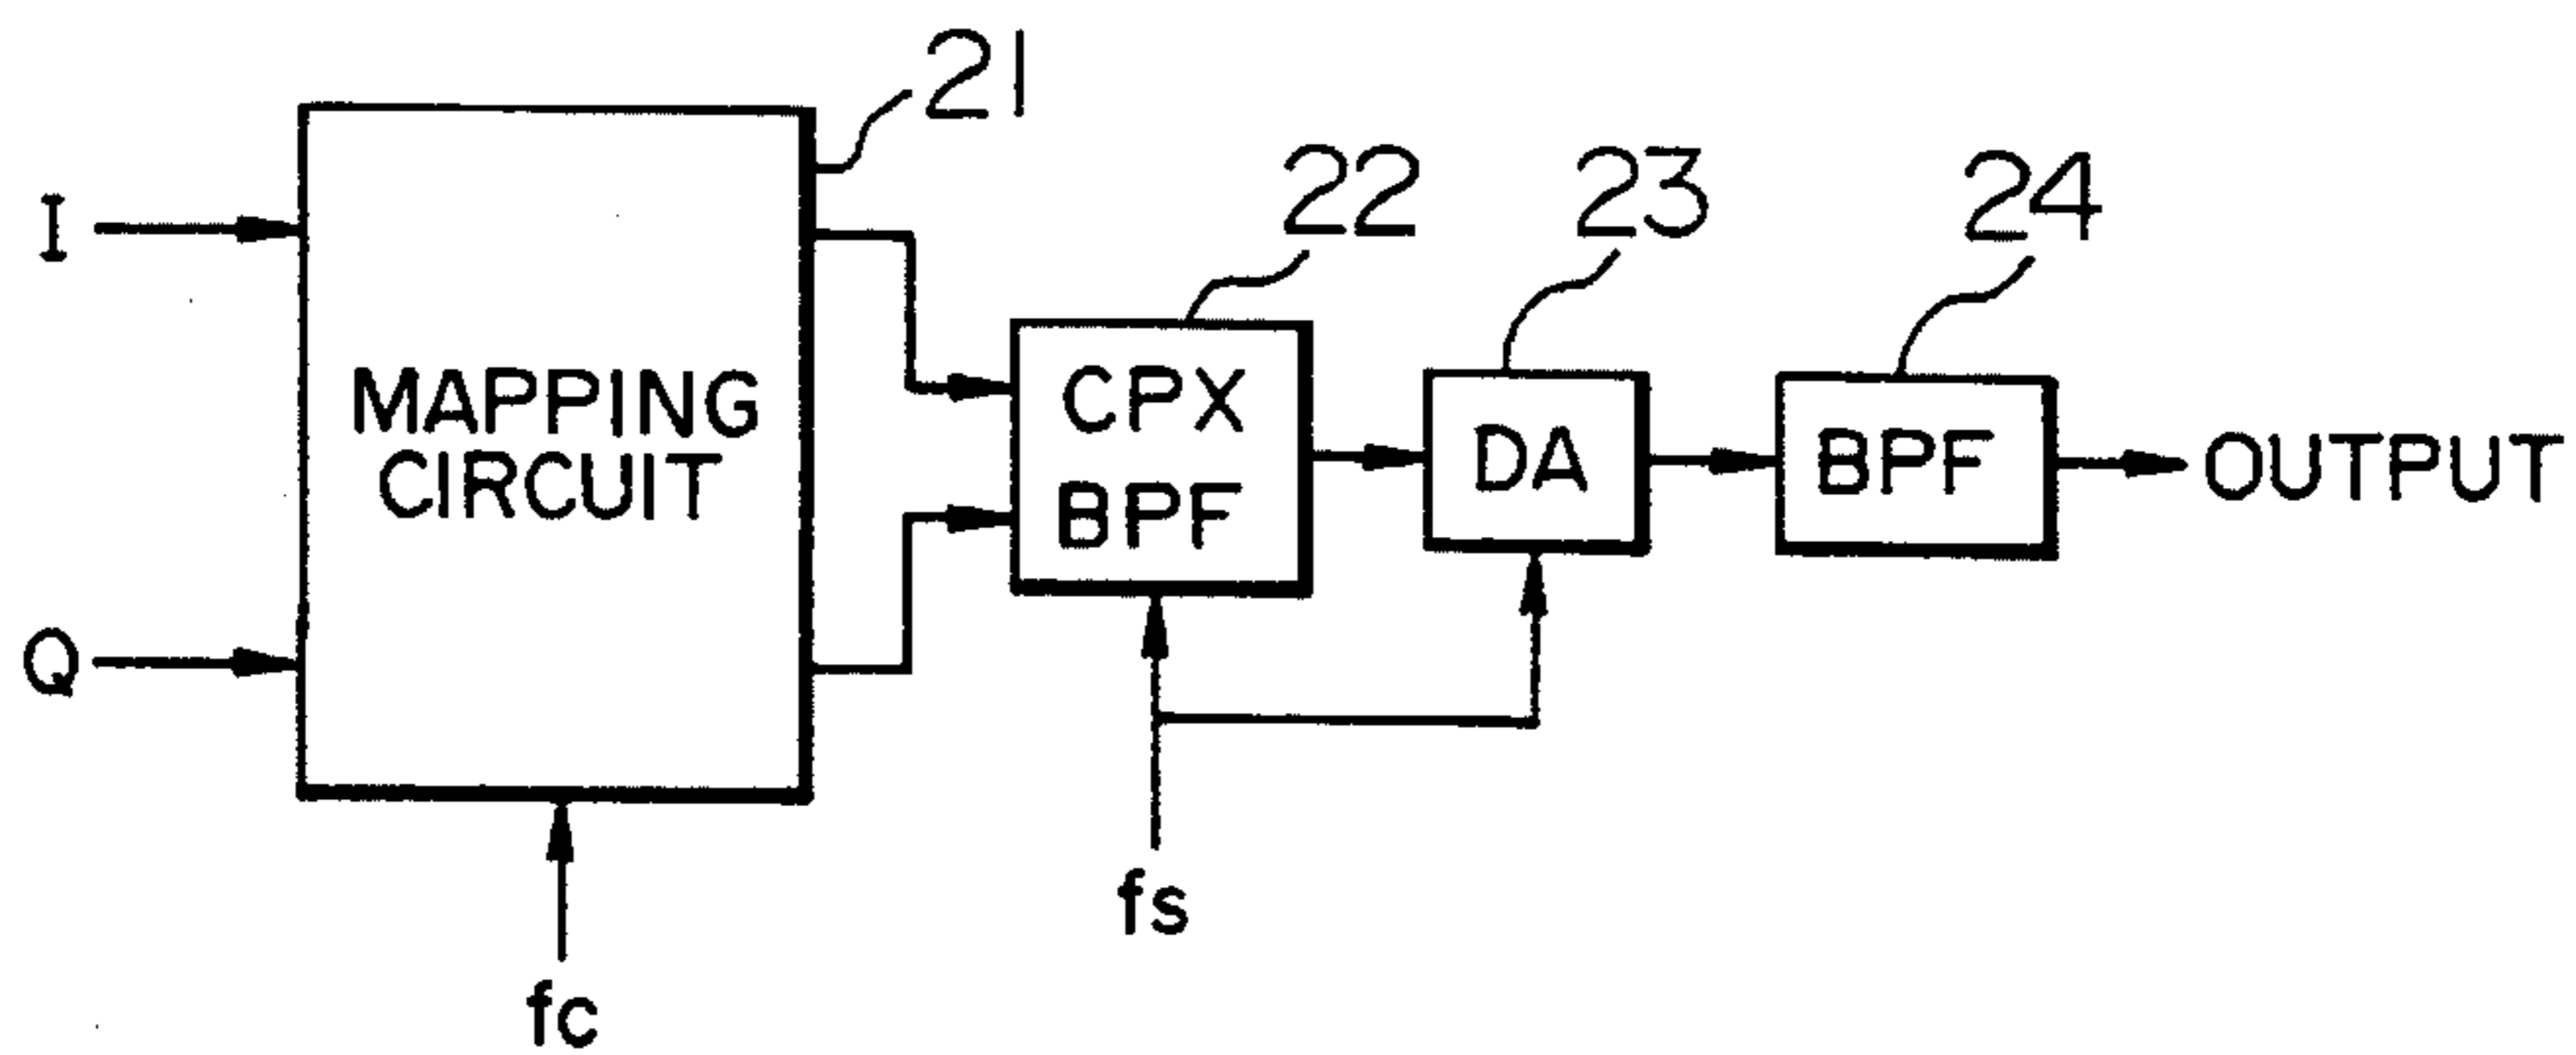 21
22
23
24
I
MAPPING
CIRCUIT
CPX
BPF
DA
BPF
OUTPUT
Q
fs
fc